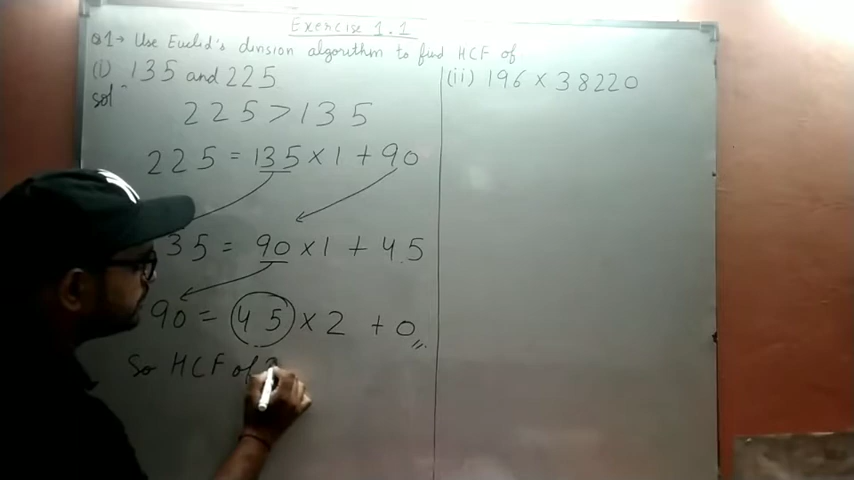 Exercise 1.1
Q1→ Use Euclid's division algorithm to find HCF of
(i) 135 and 225
sol
225 > 135
225 = 135 × 1 + 90
35 = 90 × 1 + 45
90 = 45 × 2 + 0
So HCF of
(ii) 196 × 38220